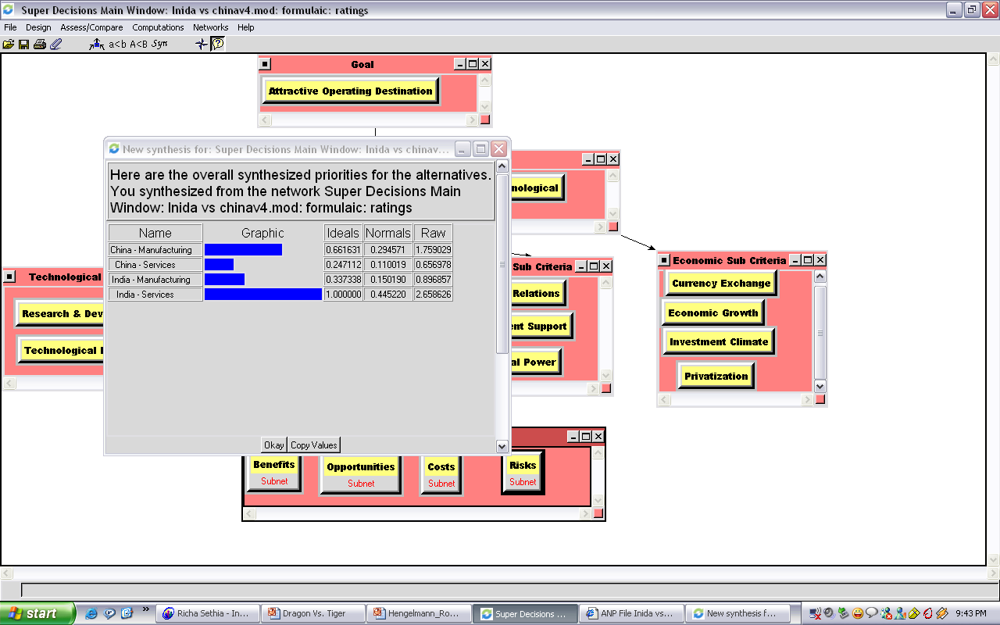 Super Decisions Main Window: Inida vs chinav4.mod: formulaic: ratings
File Design Assess/Compare Computations Networks Help
a<b A<B Syn
Goal
Attractive Operating Destination
New synthesis for: Super Decisions Main Window: Inida vs chinav...
Here are the overall synthesized priorities for the alternatives.
You synthesized from the network Super Decisions Main
Window: Inida vs chinav4.mod: formulaic: ratings
Name Graphic Ideals Normals Raw
China - Manufacturing 0.661631 0.294571 1.759029
China - Services 0.247112 0.110019 0.656978
India - Manufacturing 0.337338 0.150190 0.896857
India - Services 1.000000 0.445220 2.658626
Okay Copy Values
nological
Technological
Research & Dev
Technological
Sub Criteria
Relations
nt Support
al Power
Economic Sub Criteria
Currency Exchange
Economic Growth
Investment Climate
Privatization
Benefits Opportunities Costs Risks
Subnet Subnet Subnet Subnet
start
Richa Sethia - In...
Dragon Vs. Tiger
Hengelmann_Ro...
Super Decisions ...
ANP File Inida vs...
New synthesis f...
9:43 PM